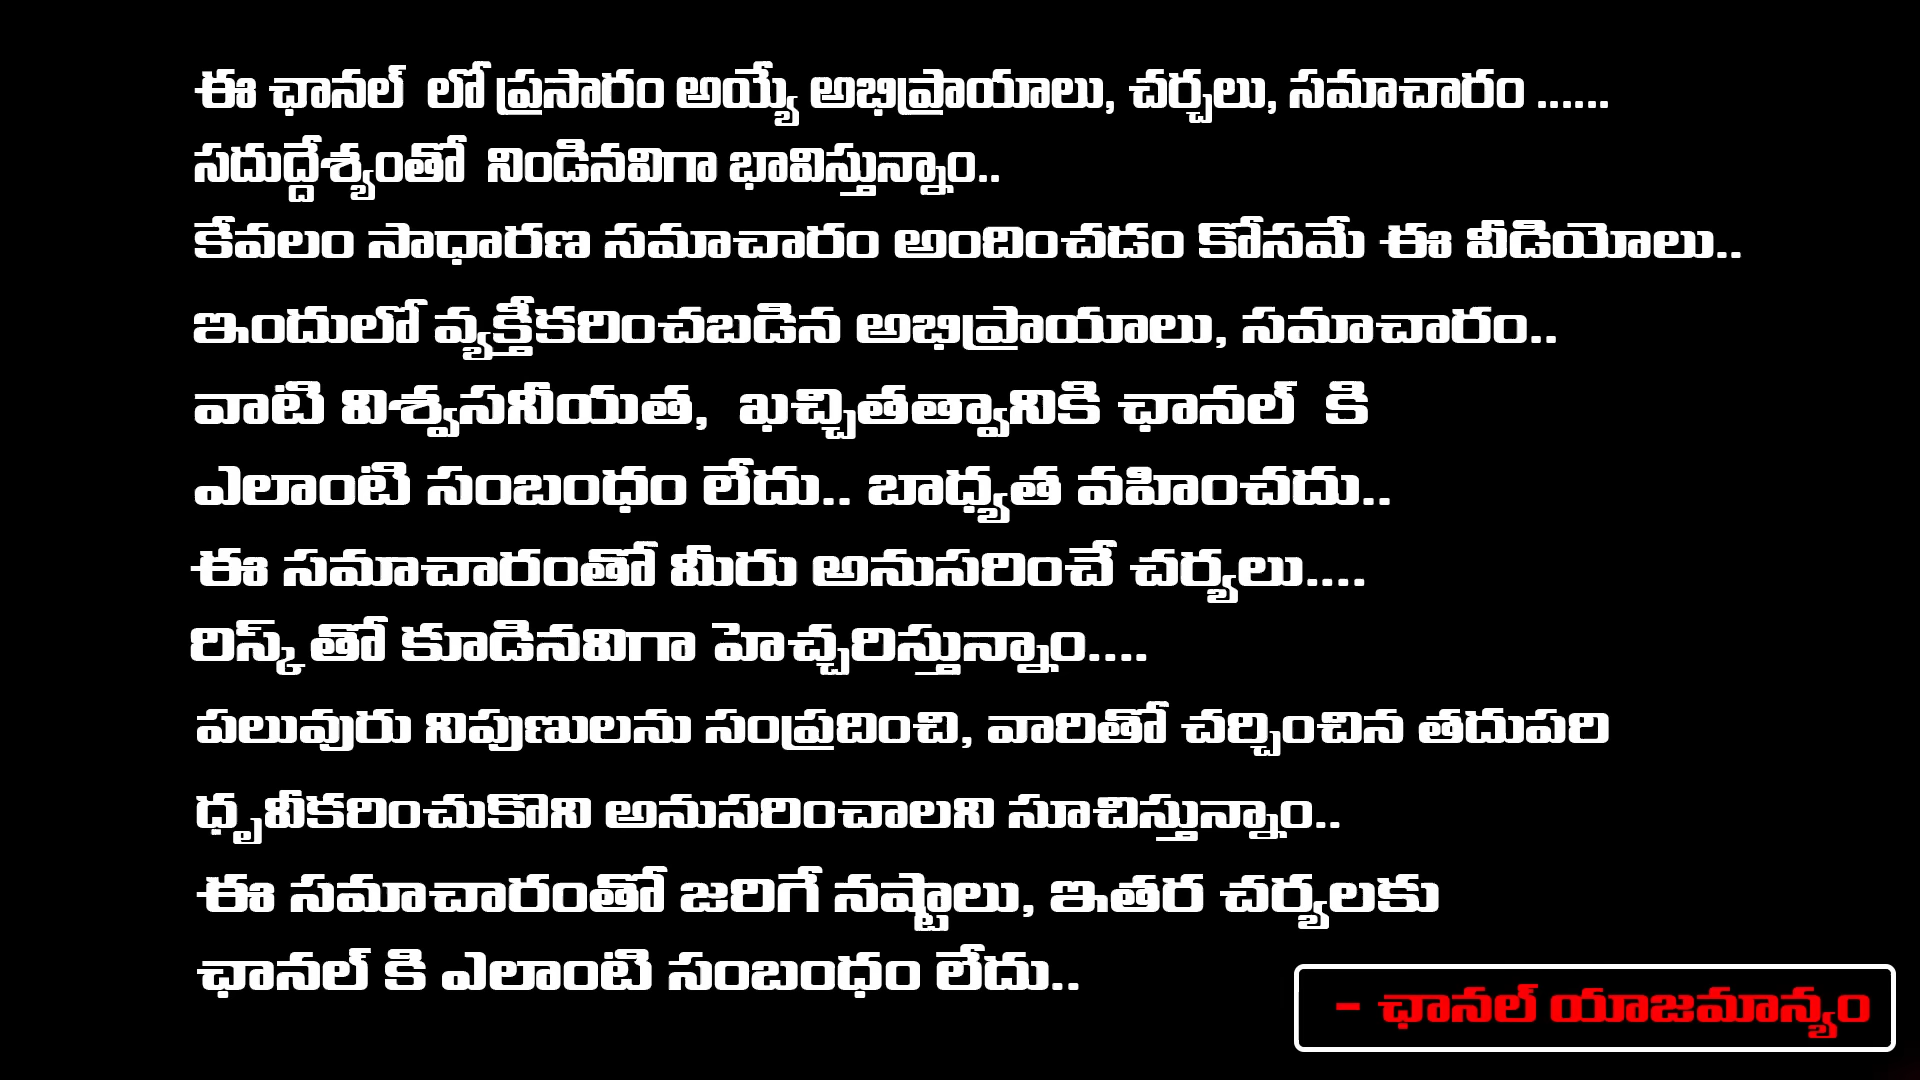 ఈ ఛానల్ లో ప్రసారం అయ్యే అభిప్రాయాలు, చర్చలు, సమాచారం ......
సదుద్దేశ్యంతో నిండినవిగా భావిస్తున్నాం..
కేవలం సాధారణ సమాచారం అందించడం కోసమే ఈ వీడియోలు..
ఇందులో వ్యక్తీకరించబడిన అభిప్రాయాలు, సమాచారం..
వాటి విశ్వసనీయత, ఖచ్చితత్వానికి ఛానల్ కి
ఎలాంటి సంబంధం లేదు.. బాధ్యత వహించదు..
ఈ సమాచారంతో మీరు అనుసరించే చర్యలు....
రిస్క్ తో కూడినవిగా హెచ్చరిస్తున్నాం....
పలువురు నిపుణులను సంప్రదించి, వారితో చర్చించిన తదుపరి
ధృవీకరించుకొని అనుసరించాలని సూచిస్తున్నాం..
ఈ సమాచారంతో జరిగే నష్టాలు, ఇతర చర్యలకు
ఛానల్ కి ఎలాంటి సంబంధం లేదు..
- ఛానల్ యాజమాన్యం